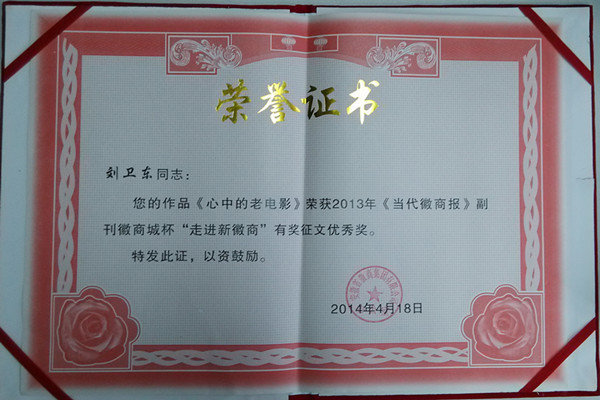 荣誉证书
刘卫东同志：
您的作品《心中的老电影》荣获2013年《当代徽商报》副
刊徽商城杯“走进新徽商”有奖征文优秀奖。
特发此证，以资鼓励。
2014年4月18日